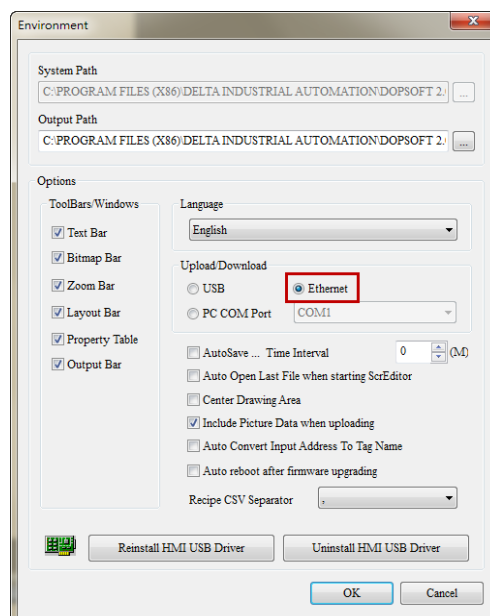 Environment
System Path
C:\PROGRAM FILES (X86)\DELTA INDUSTRIAL AUTOMATION\DOPSOFT 2.
...
Output Path
C:\PROGRAM FILES (X86)\DELTA INDUSTRIAL AUTOMATION\DOPSOFT 2.
...
Options
ToolBars/Windows
Text Bar
Bitmap Bar
Zoom Bar
Layout Bar
Property Table
Output Bar
Language
English
Upload/Download
USB
Ethernet
PC COM Port
COM1
AutoSave ... Time Interval
0
(M)
Auto Open Last File when starting ScrEditor
Center Drawing Area
Include Picture Data when uploading
Auto Convert Input Address To Tag Name
Auto reboot after firmware upgrading
Recipe CSV Separator
,
Reinstall HMI USB Driver
Uninstall HMI USB Driver
OK
Cancel